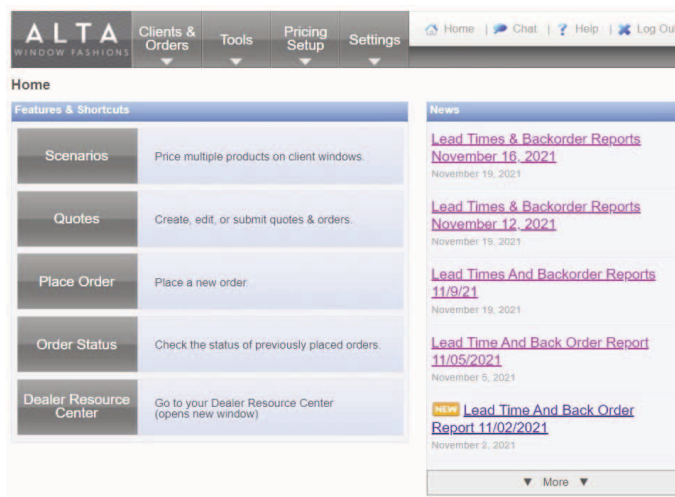 ALTA
WINDOW FASHIONS
Clients &
Orders
Tools
Pricing
Setup
Settings
Home | Chat | ? Help | Log Ou
Home
Features & Shortcuts
Scenarios
Price multiple products on client windows.
Quotes
Create, edit, or submit quotes & orders.
Place Order
Place a new order.
Order Status
Check the status of previously placed orders.
Dealer Resource
Center
Go to your Dealer Resource Center
(opens new window)
News
Lead Times & Backorder Reports
November 16, 2021
November 19, 2021
Lead Times & Backorder Reports
November 12, 2021
November 19, 2021
Lead Times And Backorder Reports
11/9/21
November 19, 2021
Lead Time And Back Order Report
11/05/2021
November 5, 2021
NEW Lead Time And Back Order
Report 11/02/2021
November 2, 2021
▼ More ▼